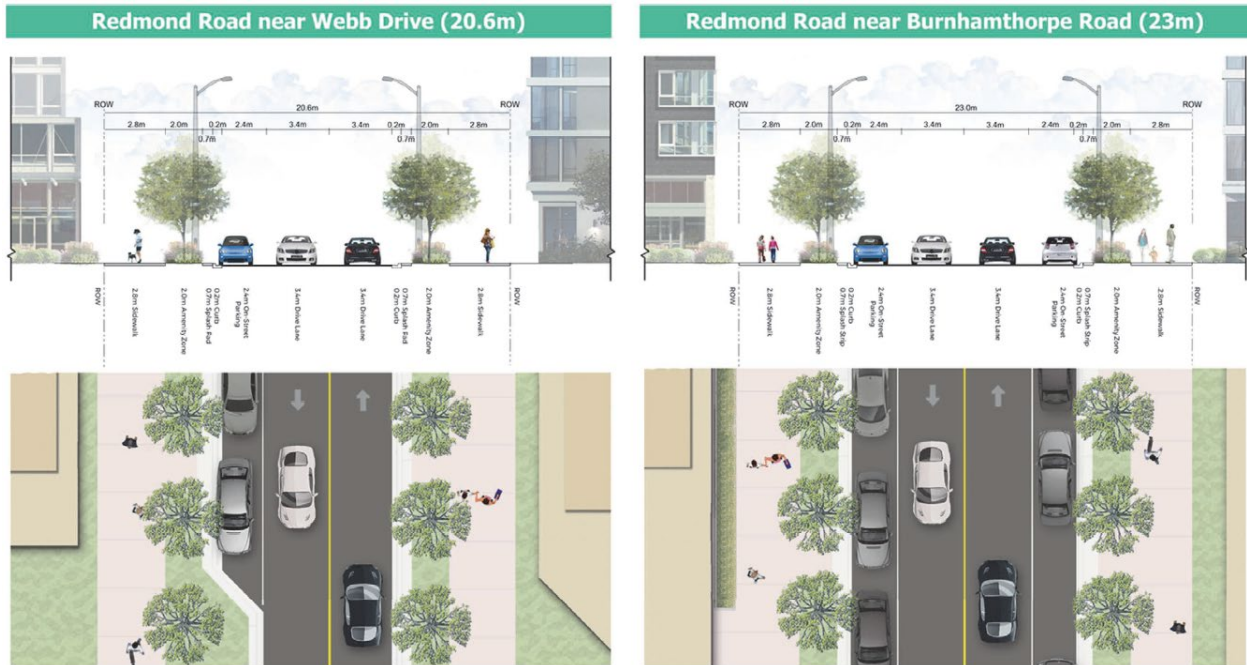 Redmond Road near Webb Drive (20.6m)
ROW
20.6m
ROW
2.8m 2.0m 0.2m 2.4m 3.4m 3.4m 0.2m 2.0m 2.8m
0.7m 0.7m
ROW
2.8m Sidewalk
2.0m Amenity Zone
0.2m Curb
0.7m Splash Pad
2.4m On-Street
Parking
3.4m Drive Lane
3.4m Drive Lane
0.7m Splash Pad
0.2m Curb
2.0m Amenity Zone
2.8m Sidewalk
ROW
Redmond Road near Burnhamthorpe Road (23m)
ROW
23.0m
ROW
2.8m 2.0m 0.2m 2.4m 3.4m 3.4m 2.4m 0.2m 2.0m 2.8m
0.7m 0.7m
ROW
2.8m Sidewalk
2.0m Amenity Zone
0.2m Curb
0.7m Splash Strip
2.4m On-Street
Parking
3.4m Drive Lane
3.4m Drive Lane
2.4m On-Street
Parking
0.7m Splash Strip
0.2m Curb
2.0m Amenity Zone
2.8m Sidewalk
ROW